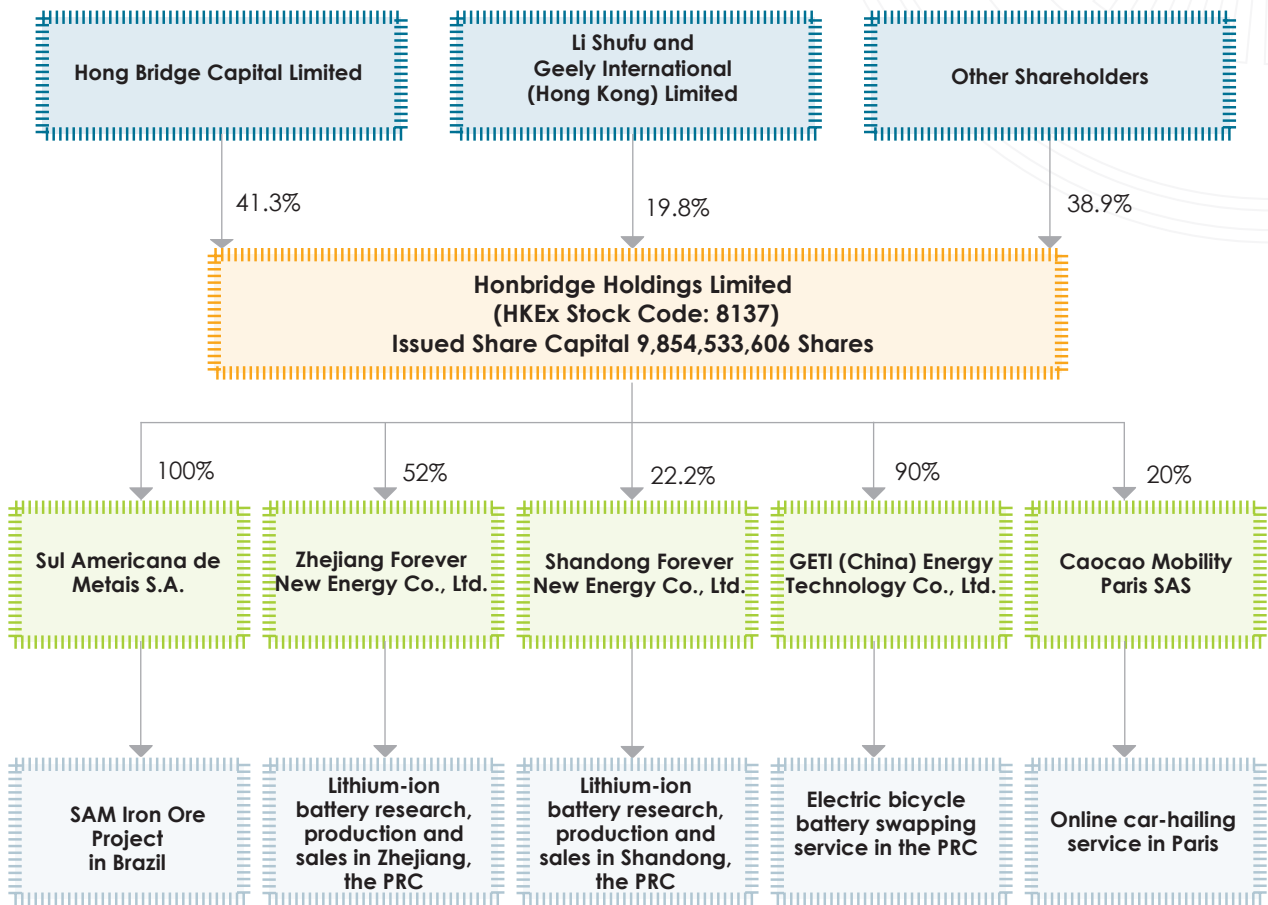 Hong Bridge Capital Limited
Li Shufu and
Geely International
(Hong Kong) Limited
Other Shareholders
41.3%
19.8%
38.9%
Honbridge Holdings Limited
(HKEx Stock Code: 8137)
Issued Share Capital 9,854,533,606 Shares
100%
52%
22.2%
90%
20%
Sul Americana de
Metais S.A.
Zhejiang Forever
New Energy Co., Ltd.
Shandong Forever
New Energy Co., Ltd.
GETI (China) Energy
Technology Co., Ltd.
Caocao Mobility
Paris SAS
SAM Iron Ore
Project
in Brazil
Lithium-ion
battery research,
production and
sales in Zhejiang,
the PRC
Lithium-ion
battery research,
production and
sales in Shandong,
the PRC
Electric bicycle
battery swapping
service in the PRC
Online car-hailing
service in Paris